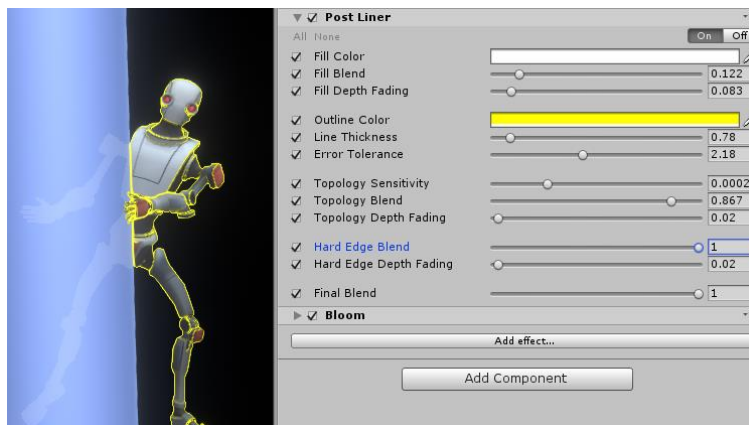 Post Liner
All None On Off
Fill Color
Fill Blend 0.122
Fill Depth Fading 0.083
Outline Color
Line Thickness 0.78
Error Tolerance 2.18
Topology Sensitivity 0.0002
Topology Blend 0.867
Topology Depth Fading 0.02
Hard Edge Blend 1
Hard Edge Depth Fading 0.02
Final Blend 1
Bloom
Add effect...
Add Component